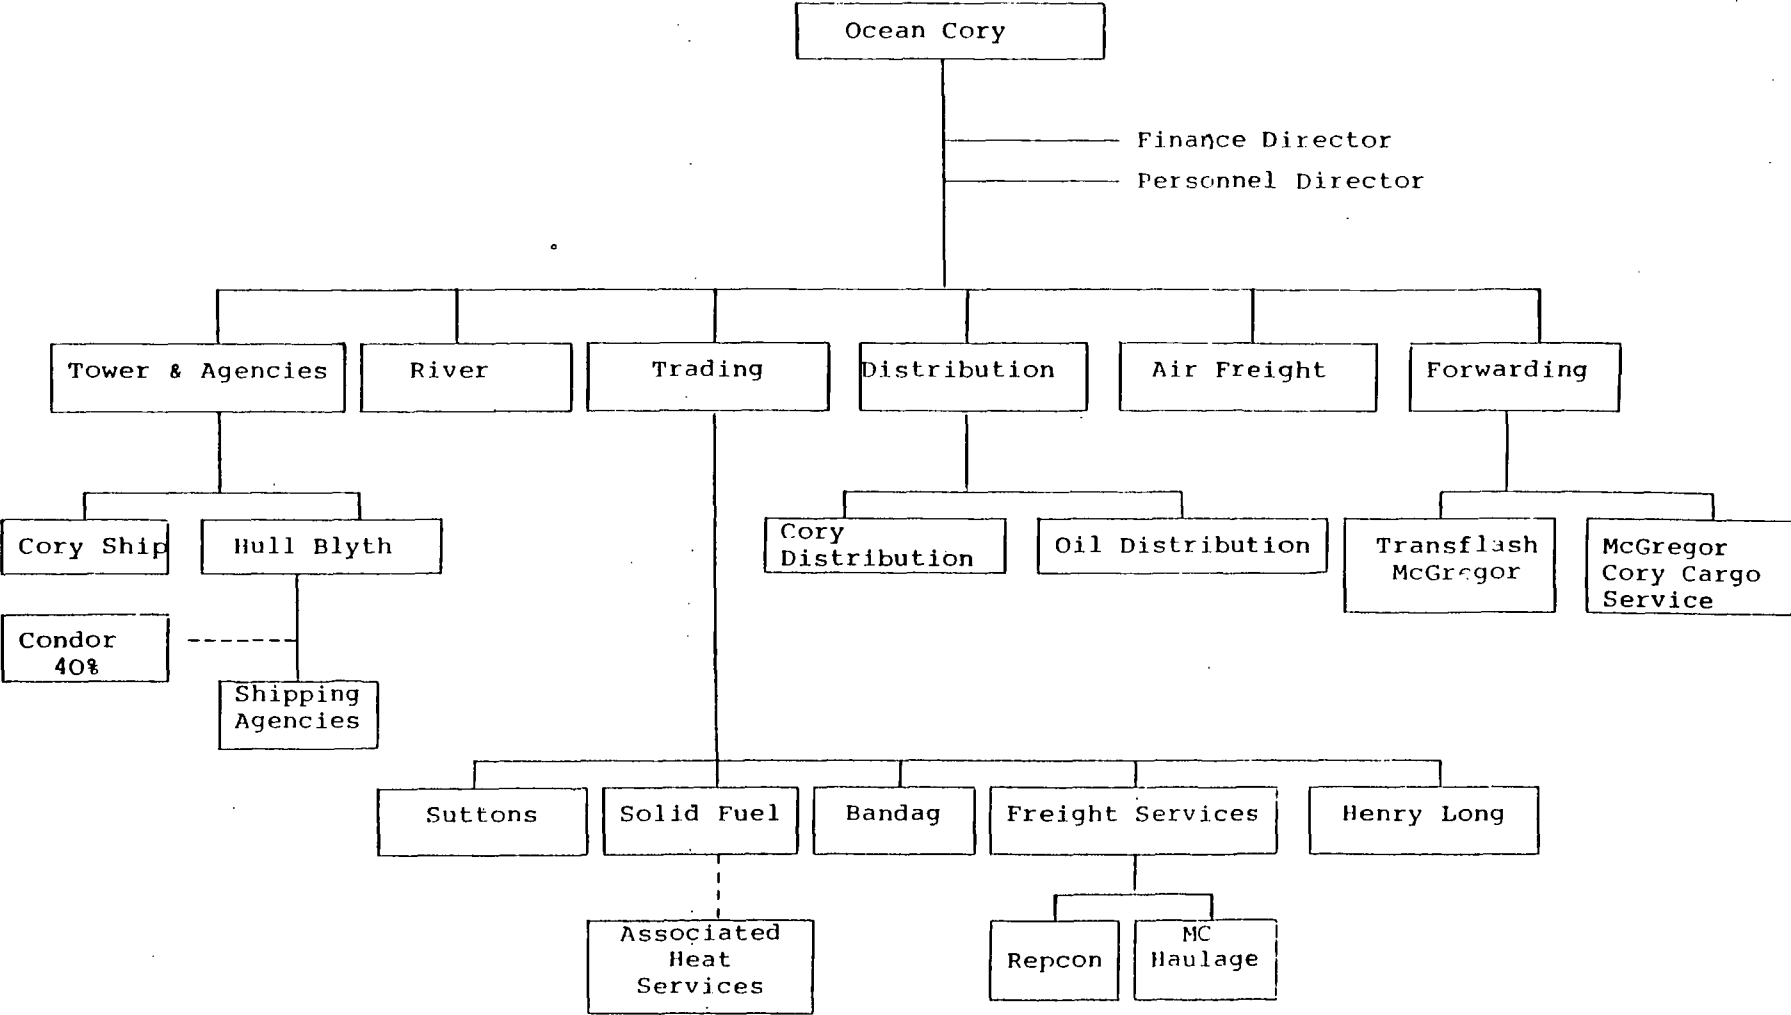 Ocean Cory
Finance Director
Personnel Director
Tower & Agencies
River
Trading
Distribution
Air Freight
Forwarding
Cory Ship
Hull Blyth
Cory
Distribution
Oil Distribution
Transflash
McGregor
McGregor
Cory Cargo
Service
Condor
40%
Shipping
Agencies
Suttons
Solid Fuel
Bandag
Freight Services
Henry Long
Associated
Heat
Services
Repcon
MC
Haulage